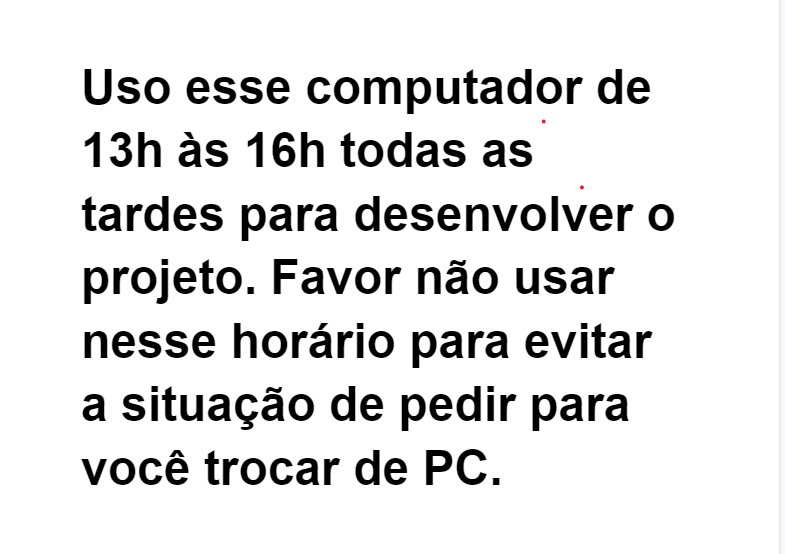 Uso esse computador de
13h às 16h todas as
tardes para desenvolver o
projeto. Favor não usar
nesse horário para evitar
a situação de pedir para
você trocar de PC.